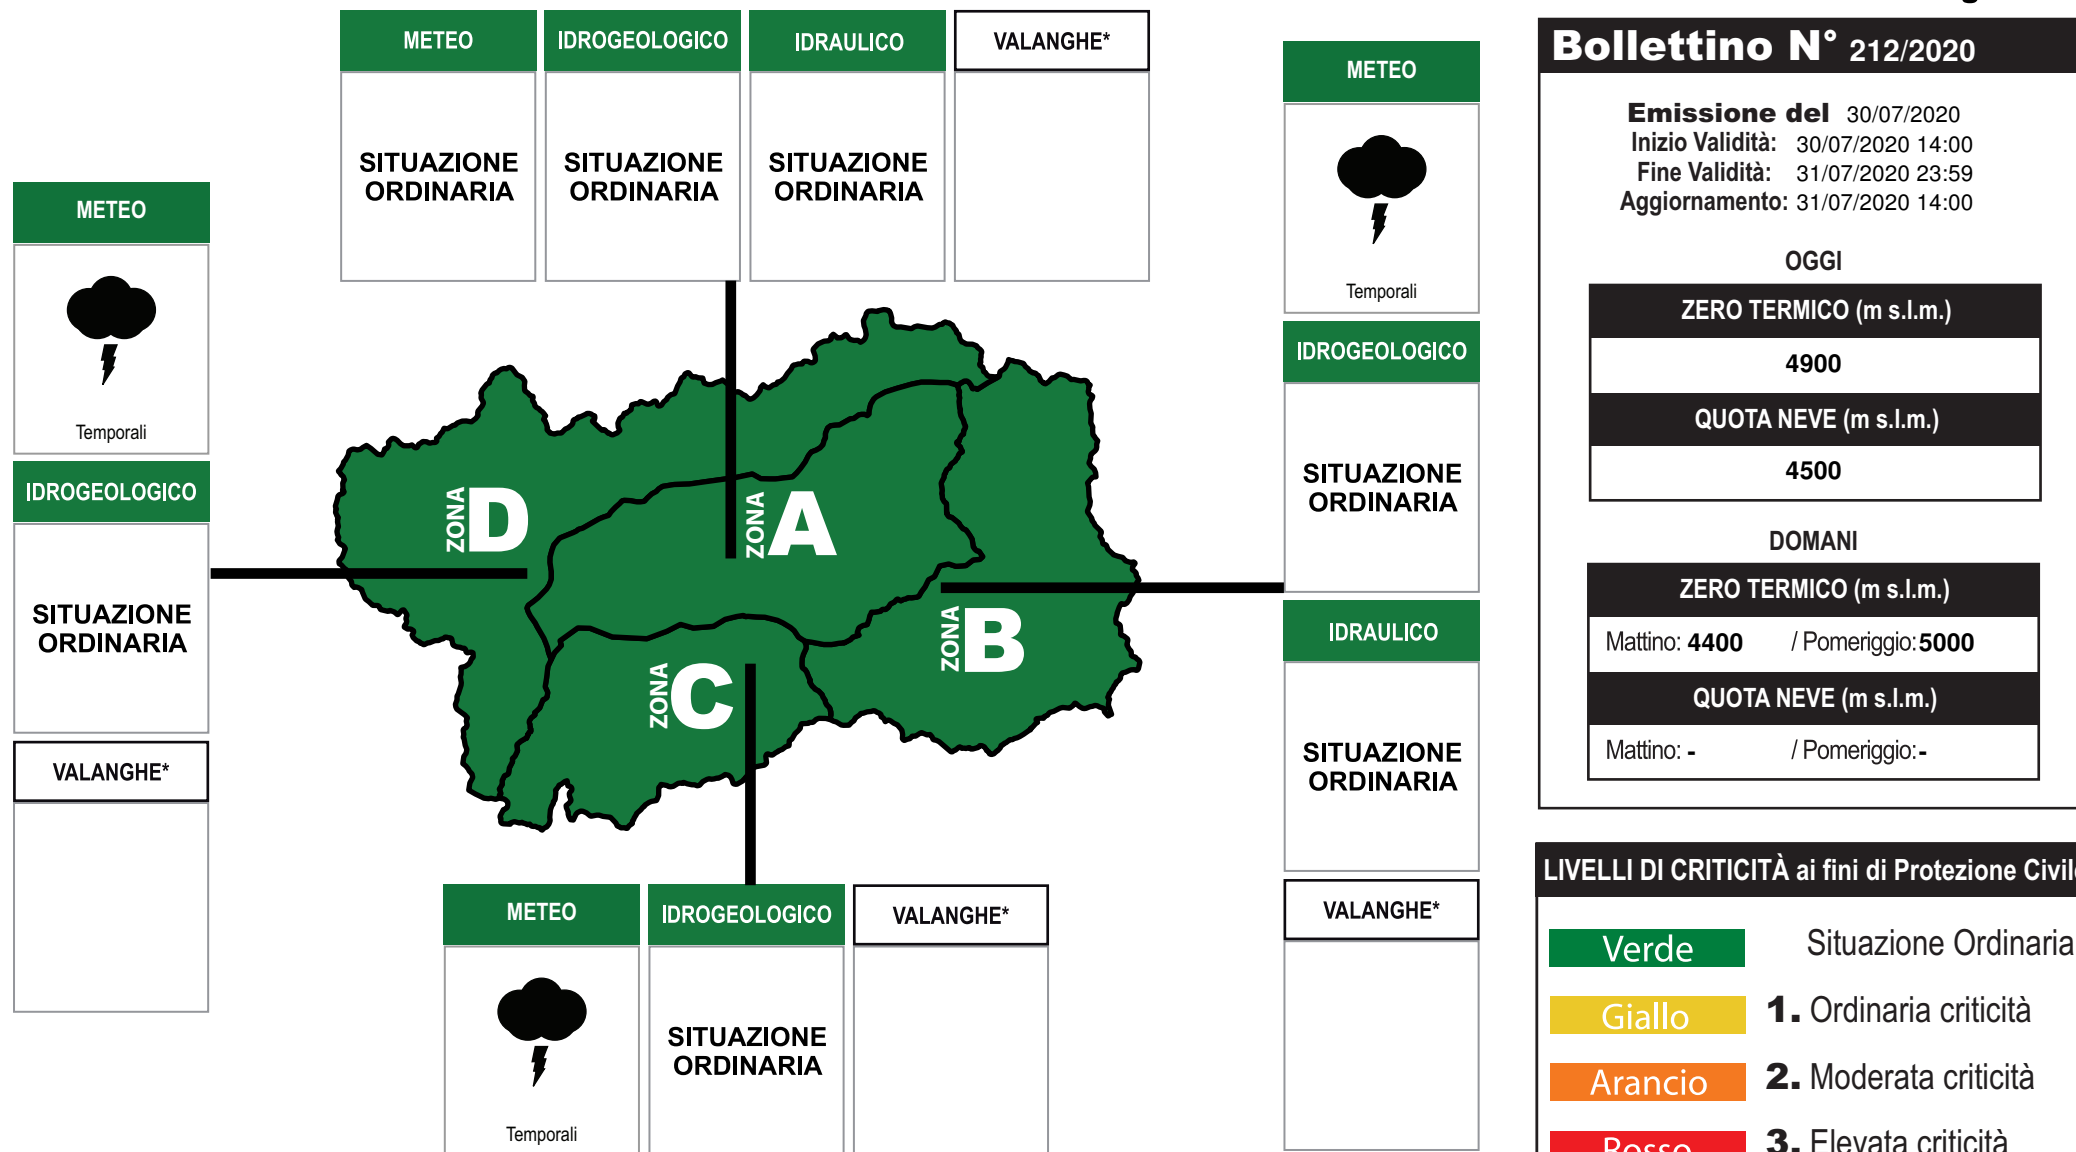 METEO
IDROGEOLOGICO
IDRAULICO
VALANGHE*
SITUAZIONE
ORDINARIA
SITUAZIONE
ORDINARIA
SITUAZIONE
ORDINARIA
METEO
Temporali
IDROGEOLOGICO
SITUAZIONE
ORDINARIA
VALANGHE*
ZONA D
ZONA A
ZONA B
ZONA C
METEO
Temporali
IDROGEOLOGICO
SITUAZIONE
ORDINARIA
IDRAULICO
SITUAZIONE
ORDINARIA
VALANGHE*
METEO
IDROGEOLOGICO
VALANGHE*
Temporali
SITUAZIONE
ORDINARIA
Bollettino N° 212/2020
Emissione del 30/07/2020
Inizio Validità: 30/07/2020 14:00
Fine Validità: 31/07/2020 23:59
Aggiornamento: 31/07/2020 14:00
OGGI
ZERO TERMICO (m s.l.m.)
4900
QUOTA NEVE (m s.l.m.)
4500
DOMANI
ZERO TERMICO (m s.l.m.)
Mattino: 4400 / Pomeriggio: 5000
QUOTA NEVE (m s.l.m.)
Mattino: - / Pomeriggio: -
LIVELLI DI CRITICITÀ ai fini di Protezione Civile
Verde Situazione Ordinaria
Giallo 1. Ordinaria criticità
Arancio 2. Moderata criticità
Rosso 3. Elevata criticità